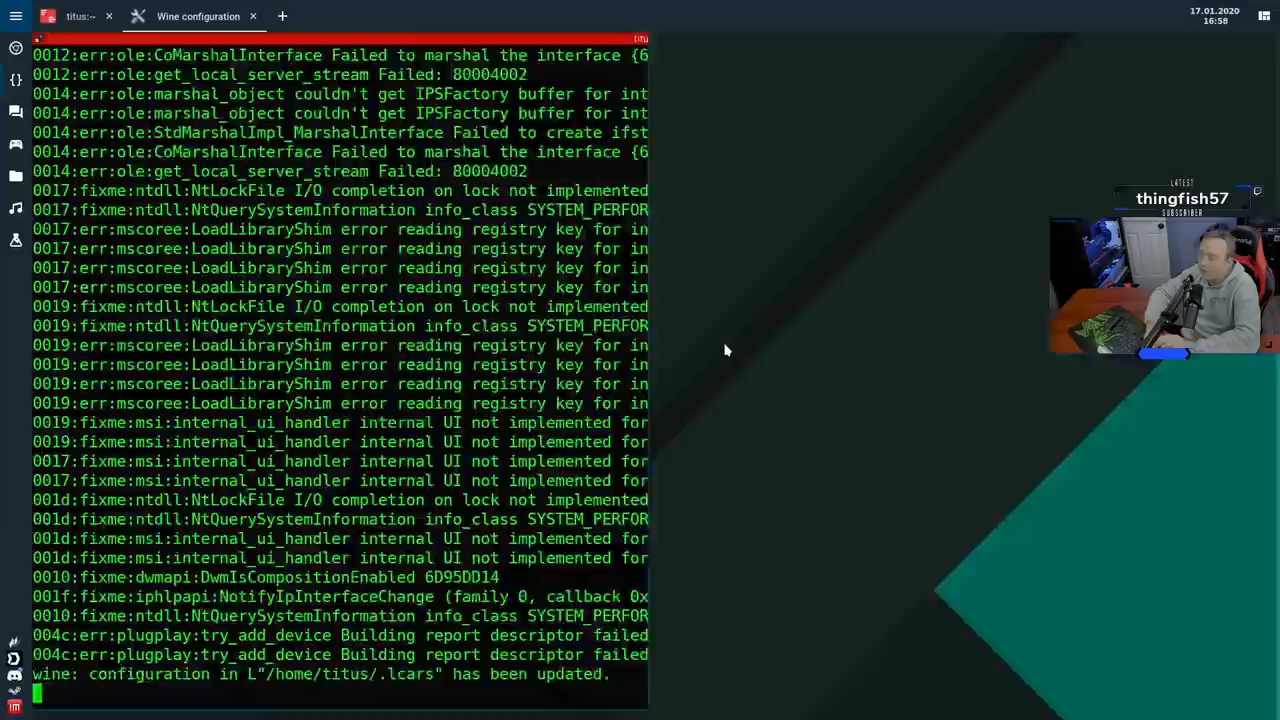 titus:~
Wine configuration
17.01.2020
16:58
titu
0012:err:ole:CoMarshalInterface Failed to marshal the interface {6
0012:err:ole:get_local_server_stream Failed: 80004002
0014:err:ole:marshal_object couldn't get IPSFactory buffer for int
0014:err:ole:marshal_object couldn't get IPSFactory buffer for int
0014:err:ole:StdMarshalImpl_MarshalInterface Failed to create ifst
0014:err:ole:CoMarshalInterface Failed to marshal the interface {6
0014:err:ole:get_local_server_stream Failed: 80004002
0017:fixme:ntdll:NtLockFile I/O completion on lock not implemented
0017:fixme:ntdll:NtQuerySystemInformation info_class SYSTEM_PERFOR
0017:err:mscoree:LoadLibraryShim error reading registry key for in
0017:err:mscoree:LoadLibraryShim error reading registry key for in
0017:err:mscoree:LoadLibraryShim error reading registry key for in
0017:err:mscoree:LoadLibraryShim error reading registry key for in
0019:fixme:ntdll:NtLockFile I/O completion on lock not implemented
0019:fixme:ntdll:NtQuerySystemInformation info_class SYSTEM_PERFOR
0019:err:mscoree:LoadLibraryShim error reading registry key for in
0019:err:mscoree:LoadLibraryShim error reading registry key for in
0019:err:mscoree:LoadLibraryShim error reading registry key for in
0019:err:mscoree:LoadLibraryShim error reading registry key for in
0019:fixme:msi:internal_ui_handler internal UI not implemented for
0019:fixme:msi:internal_ui_handler internal UI not implemented for
0017:fixme:msi:internal_ui_handler internal UI not implemented for
0017:fixme:msi:internal_ui_handler internal UI not implemented for
001d:fixme:ntdll:NtLockFile I/O completion on lock not implemented
001d:fixme:ntdll:NtQuerySystemInformation info_class SYSTEM_PERFOR
001d:fixme:msi:internal_ui_handler internal UI not implemented for
001d:fixme:msi:internal_ui_handler internal UI not implemented for
0010:fixme:dwmapi:DwmIsCompositionEnabled 6D95DD14
001f:fixme:iphlpapi:NotifyIpInterfaceChange (family 0, callback 0x
0010:fixme:ntdll:NtQuerySystemInformation info_class SYSTEM_PERFOR
004c:err:plugplay:try_add_device Building report descriptor failed
004c:err:plugplay:try_add_device Building report descriptor failed
wine: configuration in L"/home/titus/.lcars" has been updated.
LATEST
thingfish57
SUBSCRIBER